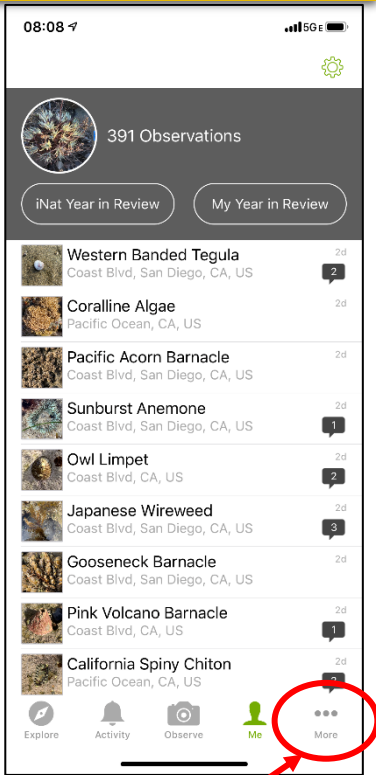 08:08
5G E
391 Observations
iNat Year in Review
My Year in Review
Western Banded Tegula
2d
Coast Blvd, San Diego, CA, US
2
Coralline Algae
2d
Pacific Ocean, CA, US
Pacific Acorn Barnacle
2d
Coast Blvd, San Diego, CA, US
Sunburst Anemone
2d
Coast Blvd, San Diego, CA, US
1
Owl Limpet
2d
Coast Blvd, CA, US
2
Japanese Wireweed
2d
Coast Blvd, San Diego, CA, US
3
Gooseneck Barnacle
2d
Coast Blvd, San Diego, CA, US
Pink Volcano Barnacle
2d
Coast Blvd, CA, US
1
California Spiny Chiton
2d
Pacific Ocean, CA, US
Explore
Activity
Observe
Me
More